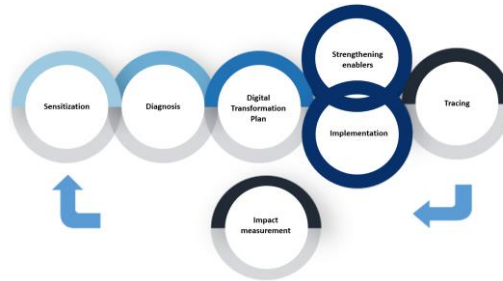 Sensitization
Diagnosis
Digital
Transformation
Plan
Strengthening
enablers
Implementation
Tracing
Impact
measurement